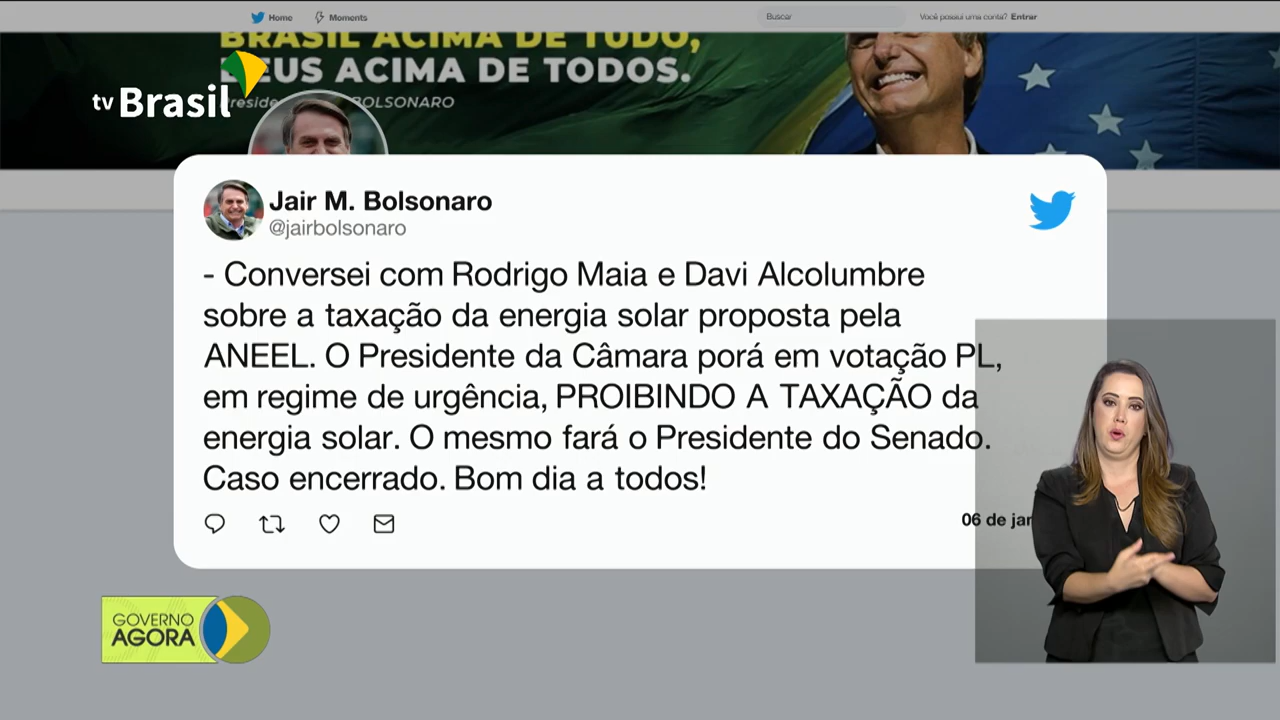 Home
Moments
Buscar
Você possui uma conta? Entrar
BRASIL ACIMA DE TUDO,
DEUS ACIMA DE TODOS.
BOLSONARO
tv Brasil
Jair M. Bolsonaro
@jairbolsonaro
- Conversei com Rodrigo Maia e Davi Alcolumbre
sobre a taxação da energia solar proposta pela
ANEEL. O Presidente da Câmara porá em votação PL,
em regime de urgência, PROIBINDO A TAXAÇÃO da
energia solar. O mesmo fará o Presidente do Senado.
Caso encerrado. Bom dia a todos!
06 de jan
GOVERNO
AGORA